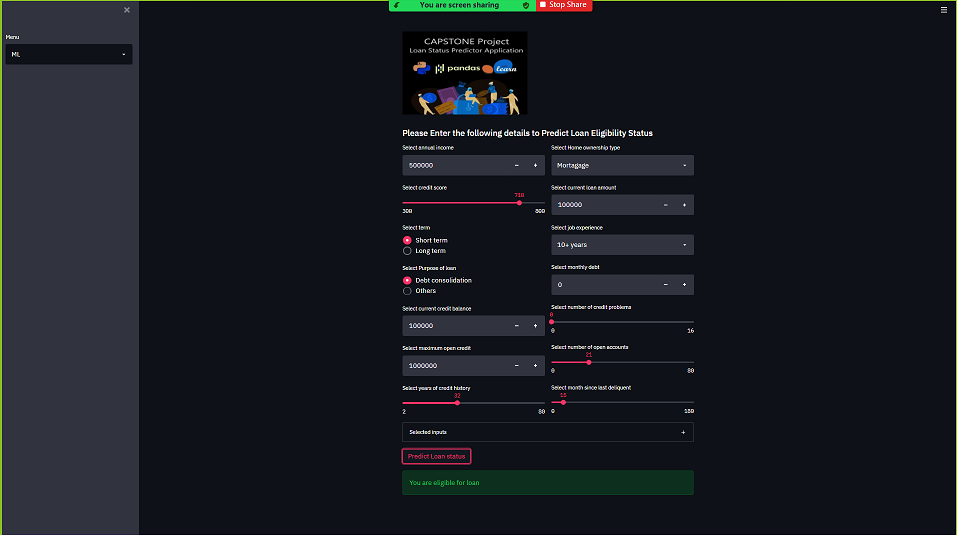 You are screen sharing
Stop Share
Menu
ML
CAPSTONE Project
Loan Status Predictor Application
pandas
learn
Please Enter the following details to Predict Loan Eligibility Status
Select annual income
500000
Select Home ownership type
Mortagage
Select credit score
300
800
Select current loan amount
100000
Select term
Short term
Long term
Select job experience
10+ years
Select Purpose of loan
Debt consolidation
Others
Select monthly debt
0
Select current credit balance
100000
Select number of credit problems
0
0
16
Select maximum open credit
1000000
Select number of open accounts
21
0
80
Select years of credit history
32
2
80
Select month since last deliquent
0
180
Selected inputs
Predict Loan status
You are eligible for loan